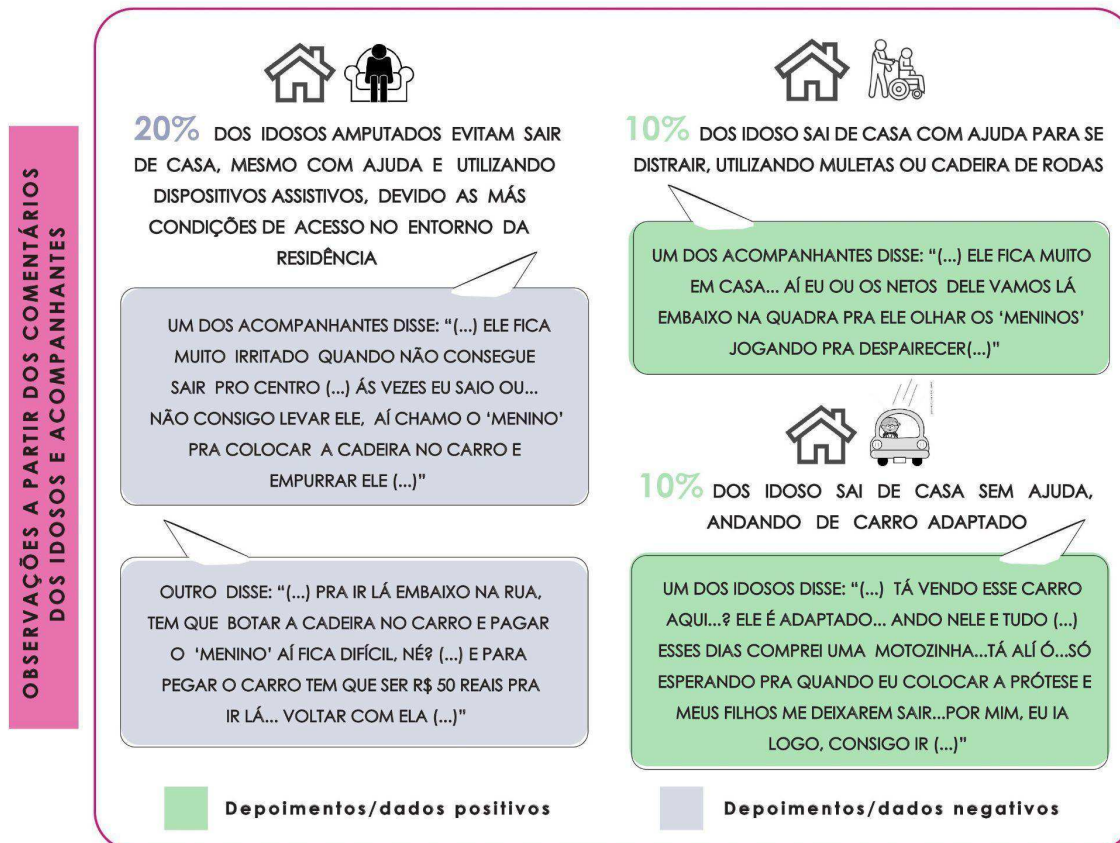 OBSERVAÇÕES A PARTIR DOS COMENTÁRIOS
DOS IDOSOS E ACOMPANHANTES
20% DOS IDOSOS AMPUTADOS EVITAM SAIR
DE CASA, MESMO COM AJUDA E UTILIZANDO
DISPOSITIVOS ASSISTIVOS, DEVIDO AS MÁS
CONDIÇÕES DE ACESSO NO ENTORNO DA
RESIDÊNCIA
UM DOS ACOMPANHANTES DISSE: “(...) ELE FICA
MUITO IRRITADO QUANDO NÃO CONSEGUE
SAIR PRO CENTRO (...) ÁS VEZES EU SAIO OU...
NÃO CONSIGO LEVAR ELE, AÍ CHAMO O ‘MENINO’
PRA COLOCAR A CADEIRA NO CARRO E
EMPURRAR ELE (...)”
OUTRO DISSE: “(...) PRA IR LÁ EMBAIXO NA RUA,
TEM QUE BOTAR A CADEIRA NO CARRO E PAGAR
O ‘MENINO’ AÍ FICA DIFÍCIL, NÉ? (...) E PARA
PEGAR O CARRO TEM QUE SER R$ 50 REAIS PRA
IR LÁ... VOLTAR COM ELA (...)”
10% DOS IDOSO SAI DE CASA COM AJUDA PARA SE
DISTRAIR, UTILIZANDO MULETAS OU CADEIRA DE RODAS
UM DOS ACOMPANHANTES DISSE: “(...) ELE FICA MUITO
EM CASA... AÍ EU OU OS NETOS DELE VAMOS LÁ
EMBAIXO NA QUADRA PRA ELE OLHAR OS ‘MENINOS’
JOGANDO PRA DESPAIRECER(...)”
10% DOS IDOSO SAI DE CASA SEM AJUDA,
ANDANDO DE CARRO ADAPTADO
UM DOS IDOSOS DISSE: “(...) TÁ VENDO ESSE CARRO
AQUI...? ELE É ADAPTADO... ANDO NELE E TUDO (...)
ESSES DIAS COMPREI UMA MOTOZINHA...TÁ ALÍ Ó...SÓ
ESPERANDO PRA QUANDO EU COLOCAR A PRÓTESE E
MEUS FILHOS ME DEIXAREM SAIR...POR MIM, EU IA
LOGO, CONSIGO IR (...)”
Depoimentos/dados positivos
Depoimentos/dados negativos